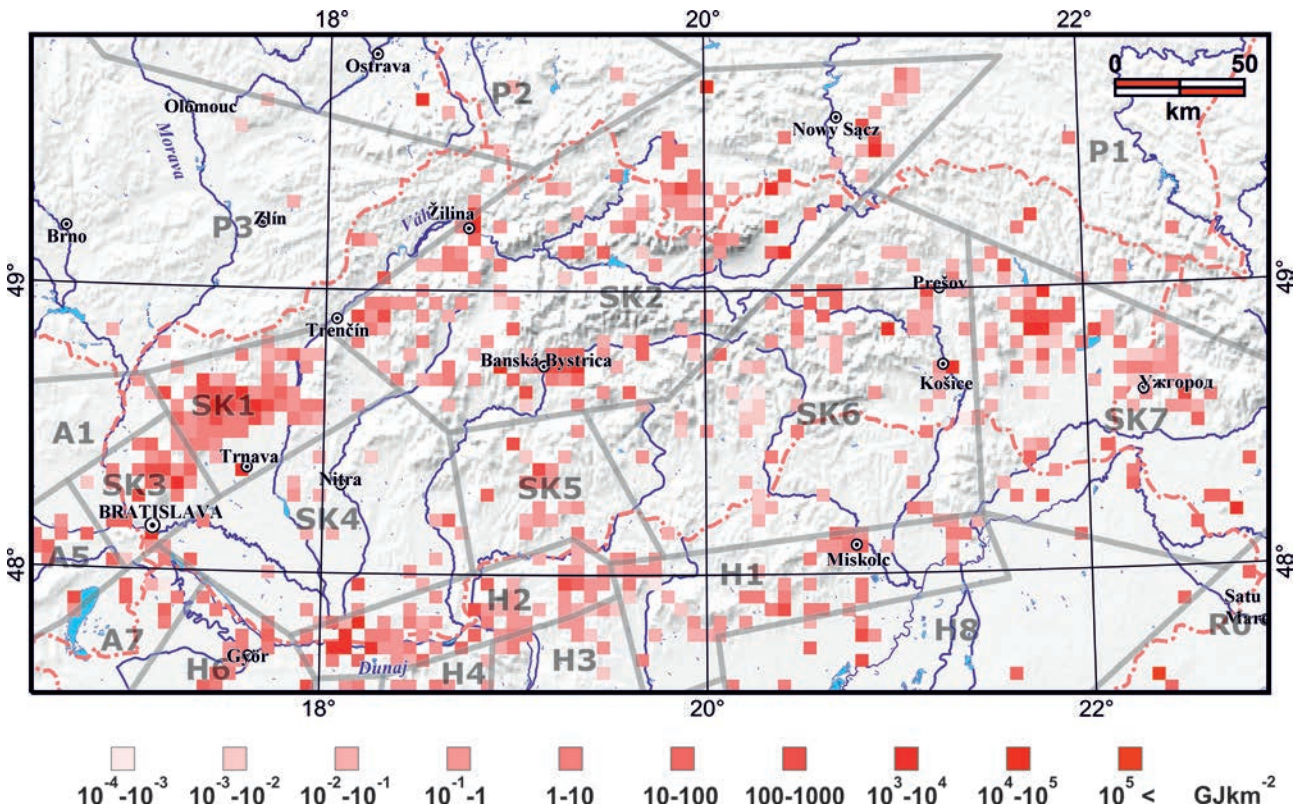 18° 20° 22°
Ostrava
P2
0 50
km
Olomouc
Nowy Sącz
Morava
P1
Váh
Žilina
Zlín
P3
Brno
49° 49°
Prešov
SK2
Trenčín
Banská Bystrica
Košice
Ужгород
SK1
SK6
SK7
A1
Trnava
SK3
Nitra
SK5
BRATISLAVA
SK4
A5
Miskolc
48° 48°
H1
H2
Satu
Mare
R6
H8
A7
Győr
H6
Dunaj
H4
H3
18° 20° 22°
10⁻⁴-10⁻³ 10⁻³-10⁻² 10⁻²-10⁻¹ 10⁻¹-1 1-10 10-100 100-1000 10³-10⁴ 10⁴-10⁵ 10⁵ < GJkm⁻²